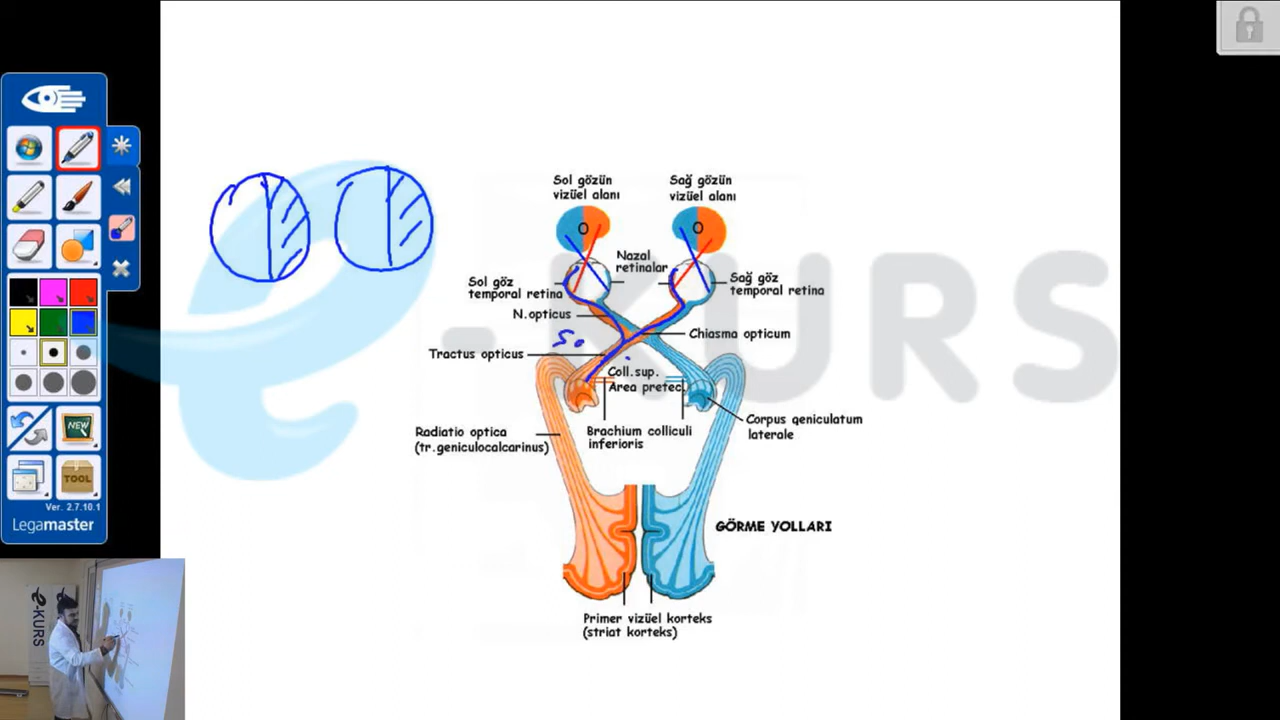 Sol gözün
vizüel alanı
Sağ gözün
vizüel alanı
Nazal
retinalar
Sol göz
temporal retina
Sağ göz
temporal retina
N.opticus
Chiasma opticum
So
Tractus opticus
Coll.sup.
Area pretec.
Corpus geniculatum
laterale
Radiatio optica
(tr.geniculocalcarinus)
Brachium colliculi
inferioris
GÖRME YOLLARI
Primer vizüel korteks
(striat korteks)
e-KURS
NEW
TOOL
Ver. 2.7.10.1
Legamaster
e-KURS